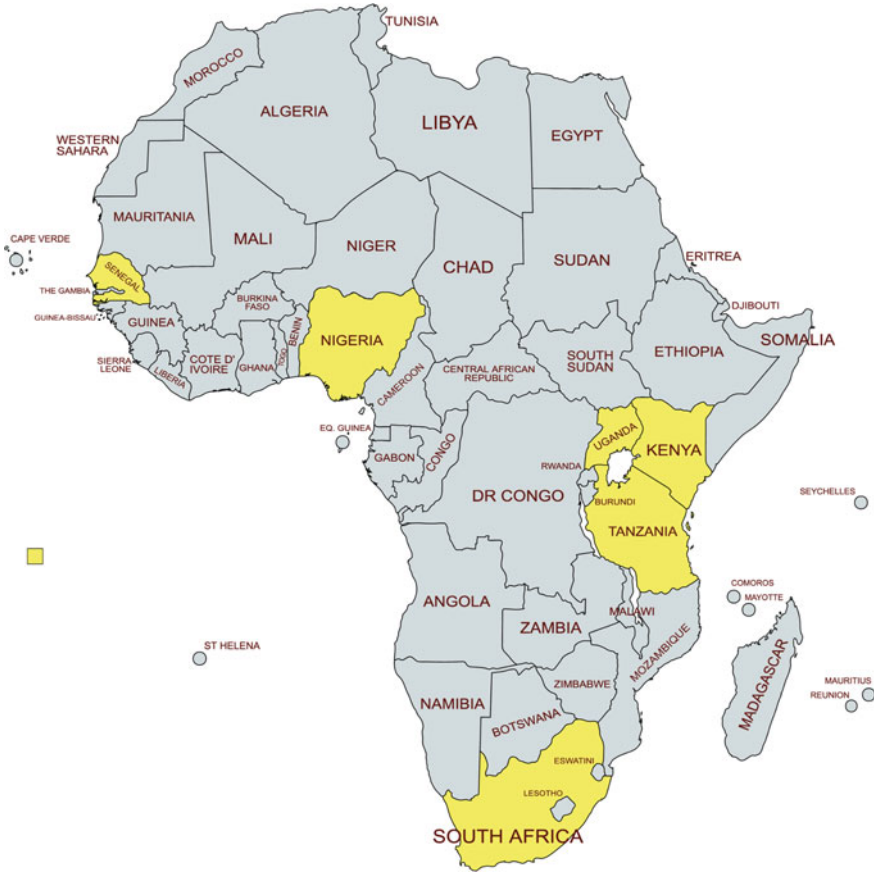 TUNISIA
MOROCCO
ALGERIA
LIBYA
EGYPT
WESTERN
SAHARA
MAURITANIA
MALI
NIGER
CHAD
SUDAN
ERITREA
CAPE VERDE
SENEGAL
THE GAMBIA
GUINEA-BISSAU
GUINEA
BURKINA
FASO
BENIN
NIGERIA
DJIBOUTI
SOMALIA
ETHIOPIA
SOUTH
SUDAN
SIERRA
LEONE
LIBERIA
COTE D'
IVOIRE
GHANA
TOGO
CAMEROON
CENTRAL AFRICAN
REPUBLIC
EQ. GUINEA
GABON
CONGO
UGANDA
KENYA
RWANDA
DR CONGO
BURUNDI
TANZANIA
SEYCHELLES
COMOROS
MAYOTTE
ANGOLA
ZAMBIA
MALAWI
MOZAMBIQUE
ST HELENA
MADAGASCAR
MAURITIUS
REUNION
NAMIBIA
ZIMBABWE
BOTSWANA
ESWATINI
LESOTHO
SOUTH AFRICA